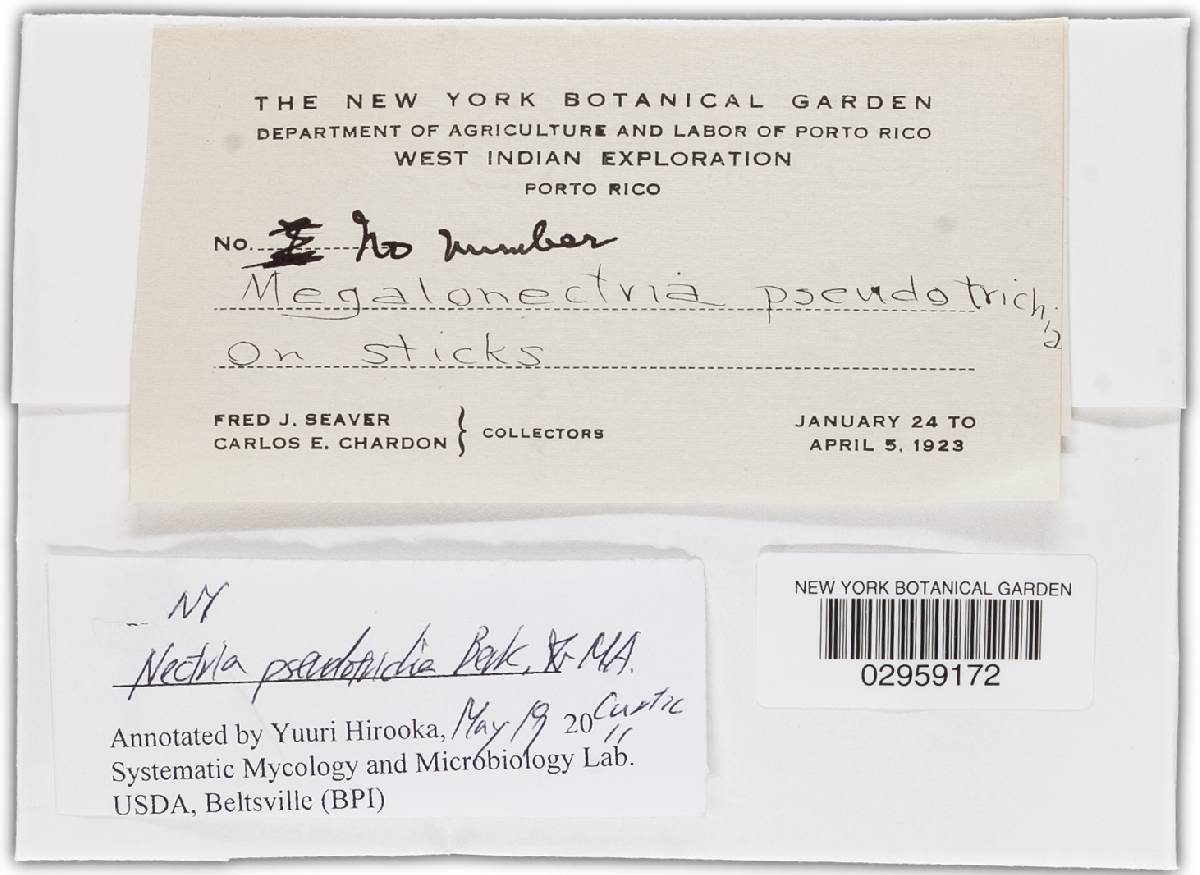 THE NEW YORK BOTANICAL GARDEN
DEPARTMENT OF AGRICULTURE AND LABOR OF PORTO RICO
WEST INDIAN EXPLORATION
PORTO RICO
No. No number
Megalonectria pseudotrichia
On sticks
FRED J. SEAVER
CARLOS E. CHARDON } COLLECTORS
JANUARY 24 TO
APRIL 5, 1923
NY
Nectria pseudotrichia Berk. & M.A.
Curtis
Annotated by Yuuri Hirooka, May 19 2011
Systematic Mycology and Microbiology Lab.
USDA, Beltsville (BPI)
NEW YORK BOTANICAL GARDEN
02959172